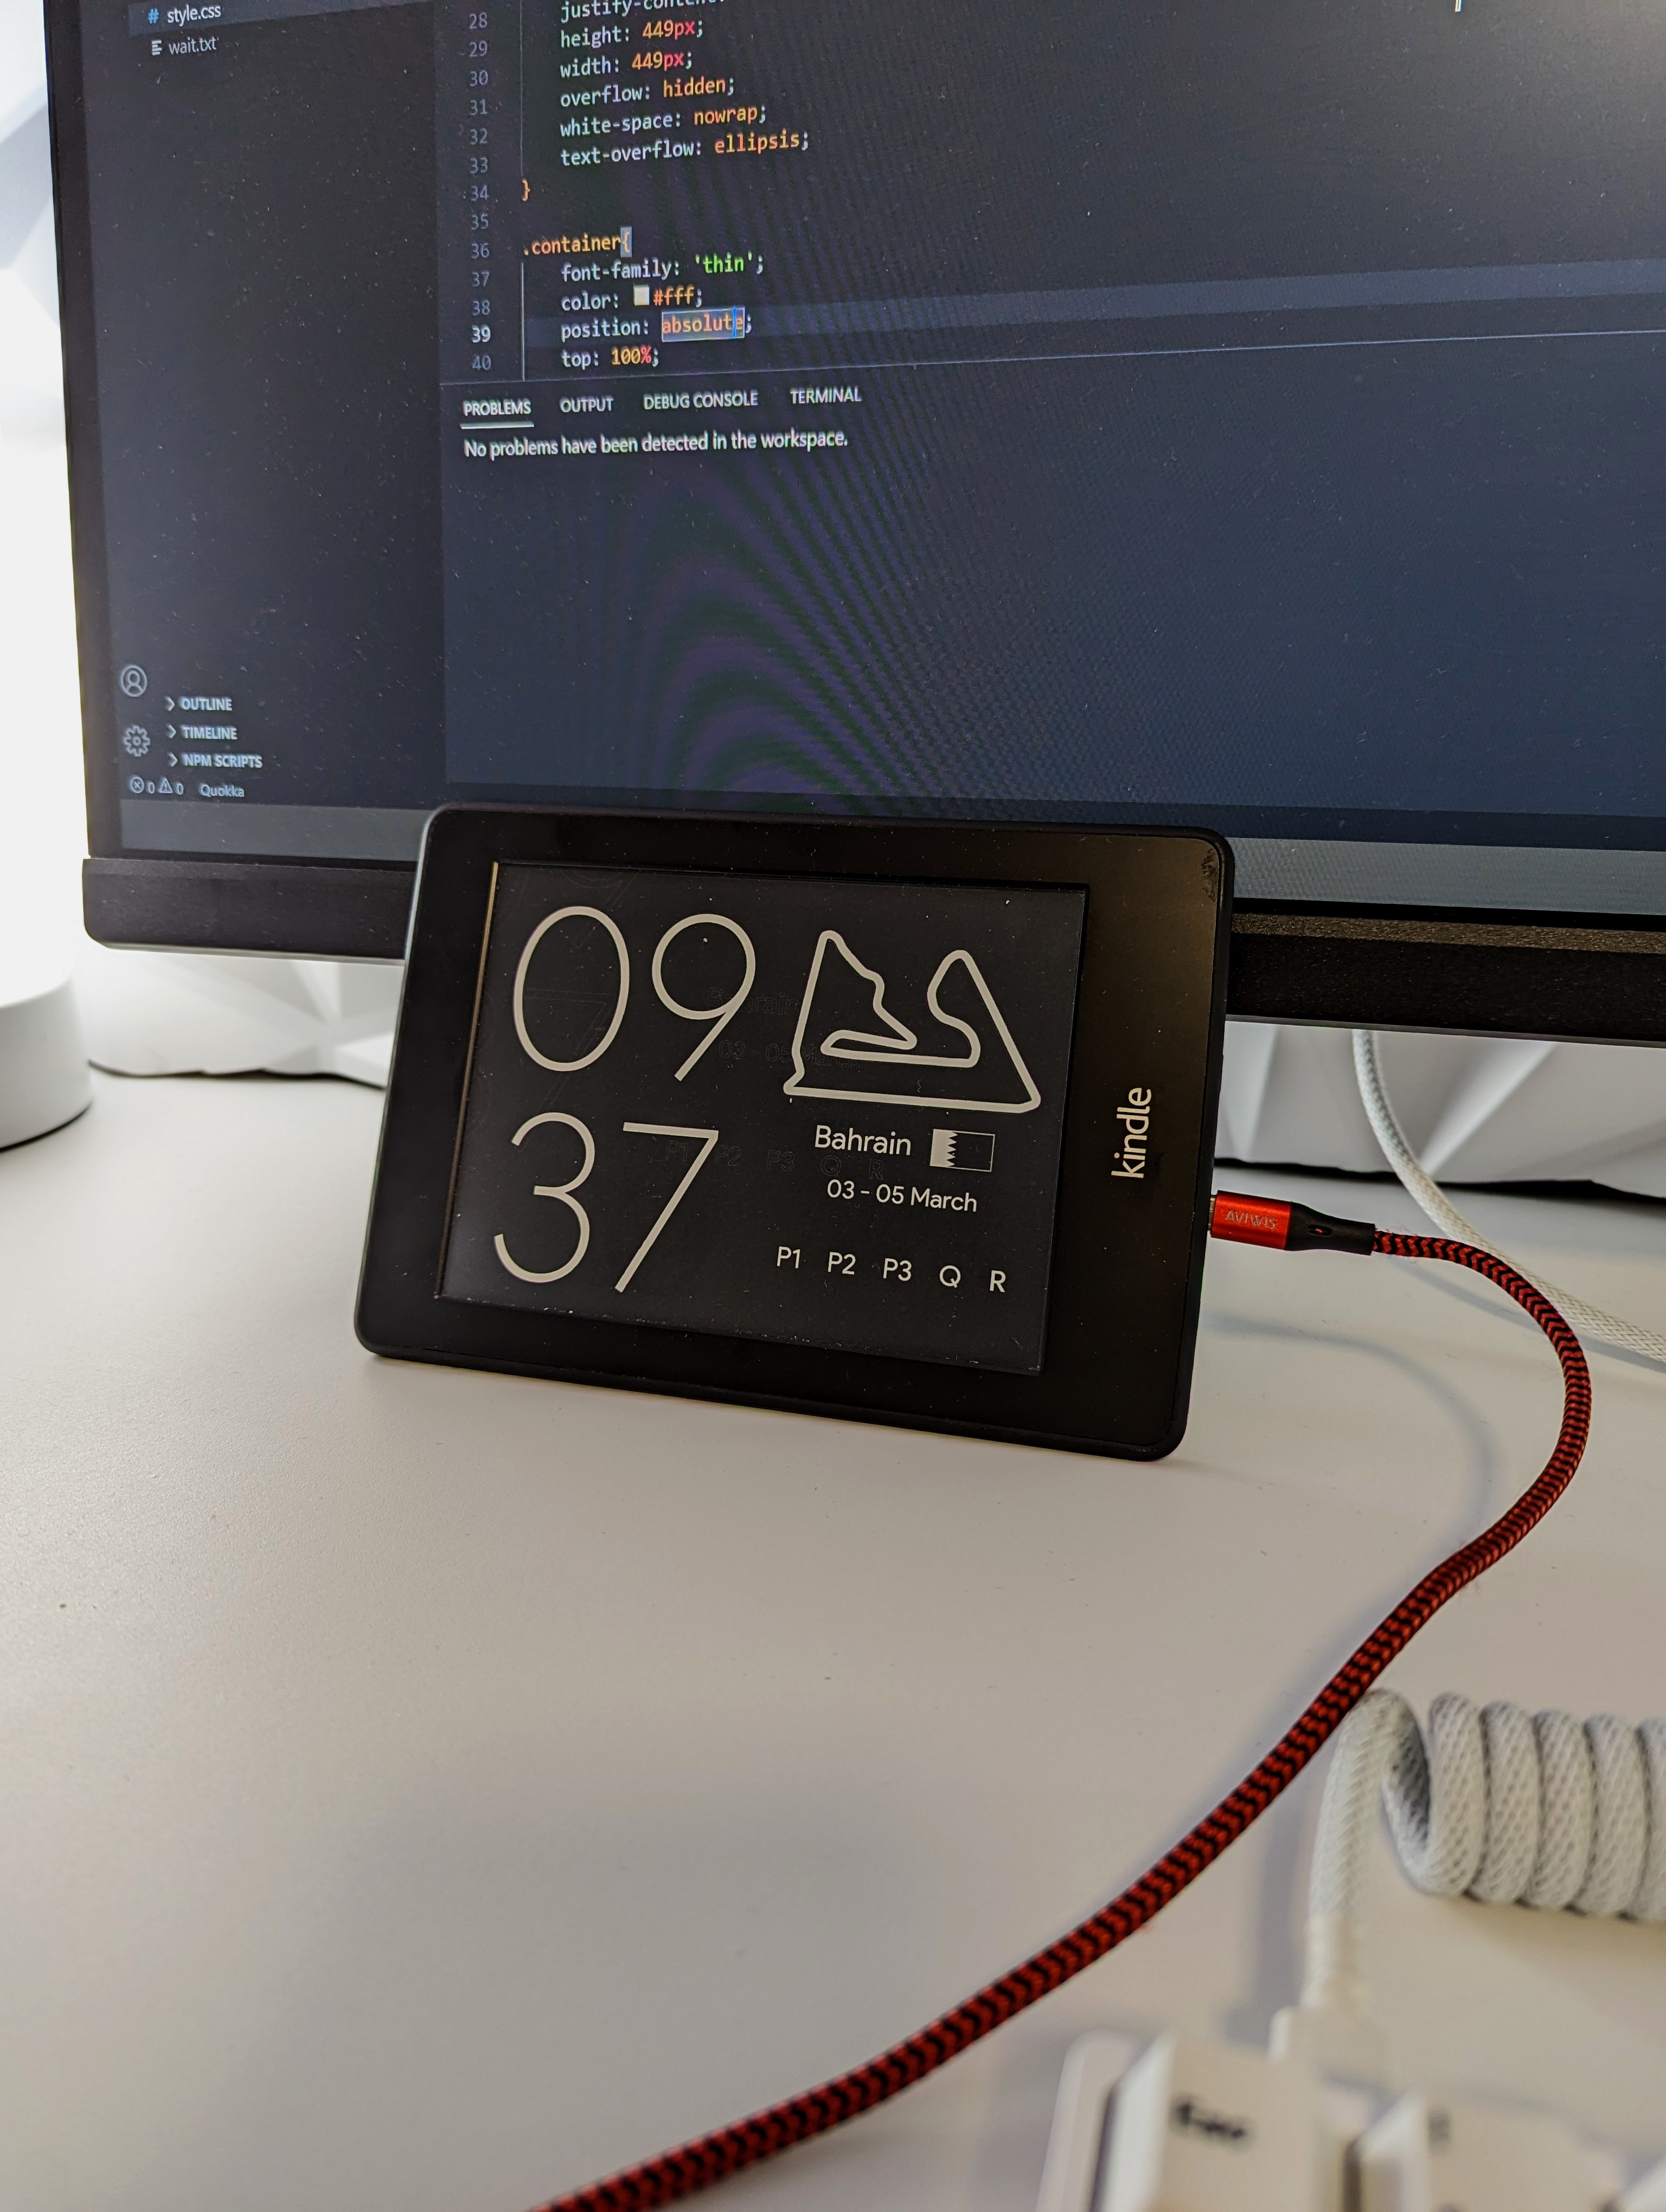 # style.css
wait.txt
28 justify-content:
29 height: 449px;
30 width: 449px;
31 overflow: hidden;
32 white-space: nowrap;
33 text-overflow: ellipsis;
34 }
35
36 .container{
37 font-family: 'thin';
38 color: #fff;
39 position: absolute;
40 top: 100%;
PROBLEMS OUTPUT DEBUG CONSOLE TERMINAL
No problems have been detected in the workspace.
> OUTLINE
> TIMELINE
> NPM SCRIPTS
0 0 Quokka
09
37
Bahrain
03 - 05 March
P1 P2 P3 Q R
kindle
AVIWIS
Esc